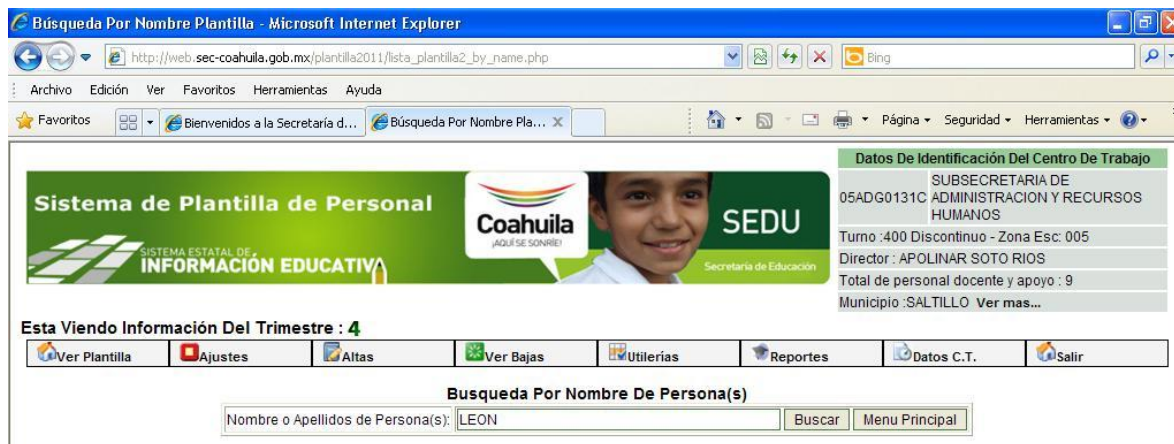 Búsqueda Por Nombre Plantilla - Microsoft Internet Explorer
http://web.sec-coahuila.gob.mx/plantilla2011/lista_plantilla2_by_name.php
Bing
Archivo Edición Ver Favoritos Herramientas Ayuda
Favoritos Bienvenidos a la Secretaría d... Búsqueda Por Nombre Pla... Página Seguridad Herramientas
Datos De Identificación Del Centro De Trabajo
05ADG0131C SUBSECRETARIA DE
ADMINISTRACION Y RECURSOS
HUMANOS
Turno :400 Discontinuo - Zona Esc: 005
Director : APOLINAR SOTO
RIOS
Total de personal docente y apoyo : 9
Municipio :SALTILLO Ver mas...
Sistema de Plantilla de Personal
SISTEMA ESTATAL DE
INFORMACIÓN EDUCATIVA
Coahuila
¡AQUÍ SE SONRÍE!
SEDU
Secretaría de Educación
Esta Viendo Información Del Trimestre : 4
Ver Plantilla Ajustes Altas Ver Bajas Utilerías Reportes Datos C.T. Salir
Busqueda Por Nombre De Persona(s)
Nombre o Apellidos de Persona(s): LEON Buscar Menu Principal